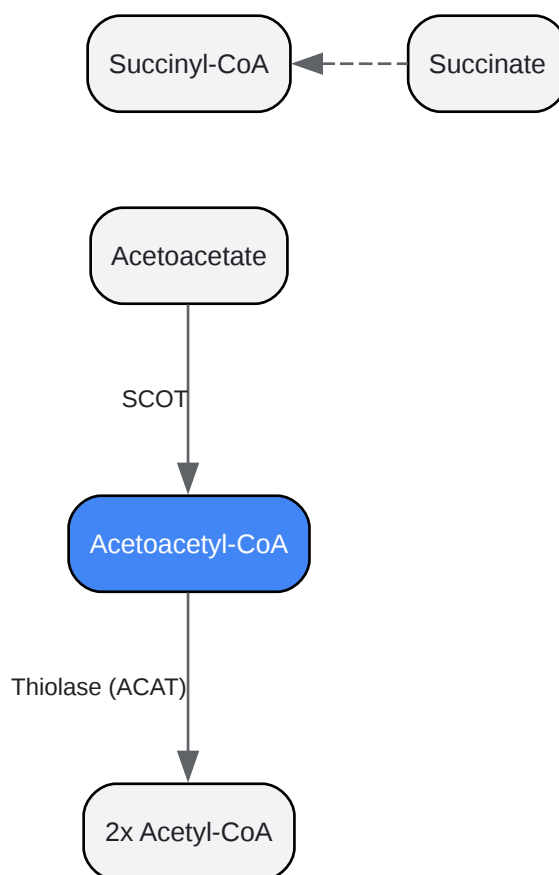 Succinyl-CoA
Succinate
Acetoacetate
SCOT
Acetoacetyl-CoA
Thiolase (ACAT)
2x Acetyl-CoA